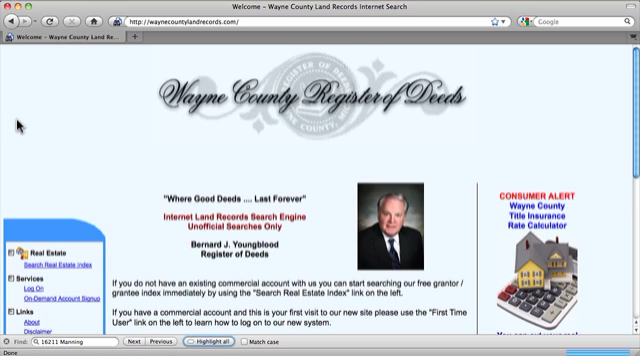 Welcome - Wayne County Land Records Internet Search
http://waynecountylandrecords.com/
Google
Welcome - Wayne County Land Re...
Wayne County Register of Deeds
"Where Good Deeds .... Last Forever"
Internet Land Records Search Engine
Unofficial Searches Only
Bernard J. Youngblood
Register of Deeds
CONSUMER ALERT
Wayne County
Title Insurance
Rate Calculator
Real Estate
Search Real Estate Index
Services
Log On
On-Demand Account Signup
Links
About
Disclaimer
If you do not have an existing commercial account with us you can start searching our free grantor /
grantee index immediately by using the "Search Real Estate Index" link on the left.
If you have a commercial account and this is your first visit to our new site please use the "First Time
User" link on the left to learn how to log on to our new system.
Find: 16211 Manning Next Previous Highlight all Match case
Done